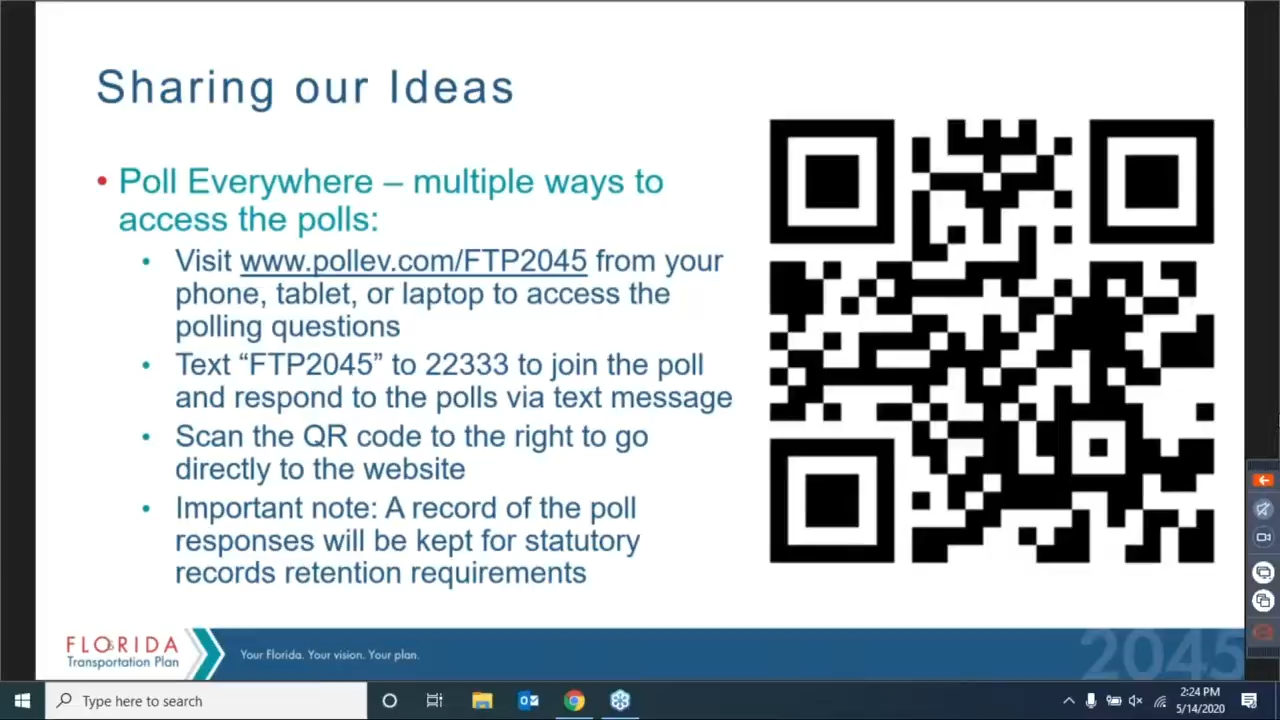 Sharing our Ideas
• Poll Everywhere – multiple ways to
access the polls:
• Visit www.pollev.com/FTP2045 from your
phone, tablet, or laptop to access the
polling questions
• Text “FTP2045” to 22333 to join the poll
and respond to the polls via text message
• Scan the QR code to the right to go
directly to the website
• Important note: A record of the poll
responses will be kept for statutory
records retention requirements
FLORIDA
Transportation Plan
Your Florida. Your vision. Your plan.
2045
Type here to search
2:24 PM
5/14/2020